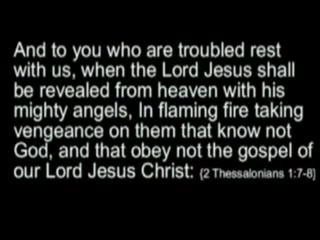 And to you who are troubled rest
with us, when the Lord Jesus shall
be revealed from heaven with his
mighty angels, In flaming fire taking
vengeance on them that know not
God, and that obey not the gospel of
our Lord Jesus Christ: {2 Thessalonians 1:7-8}